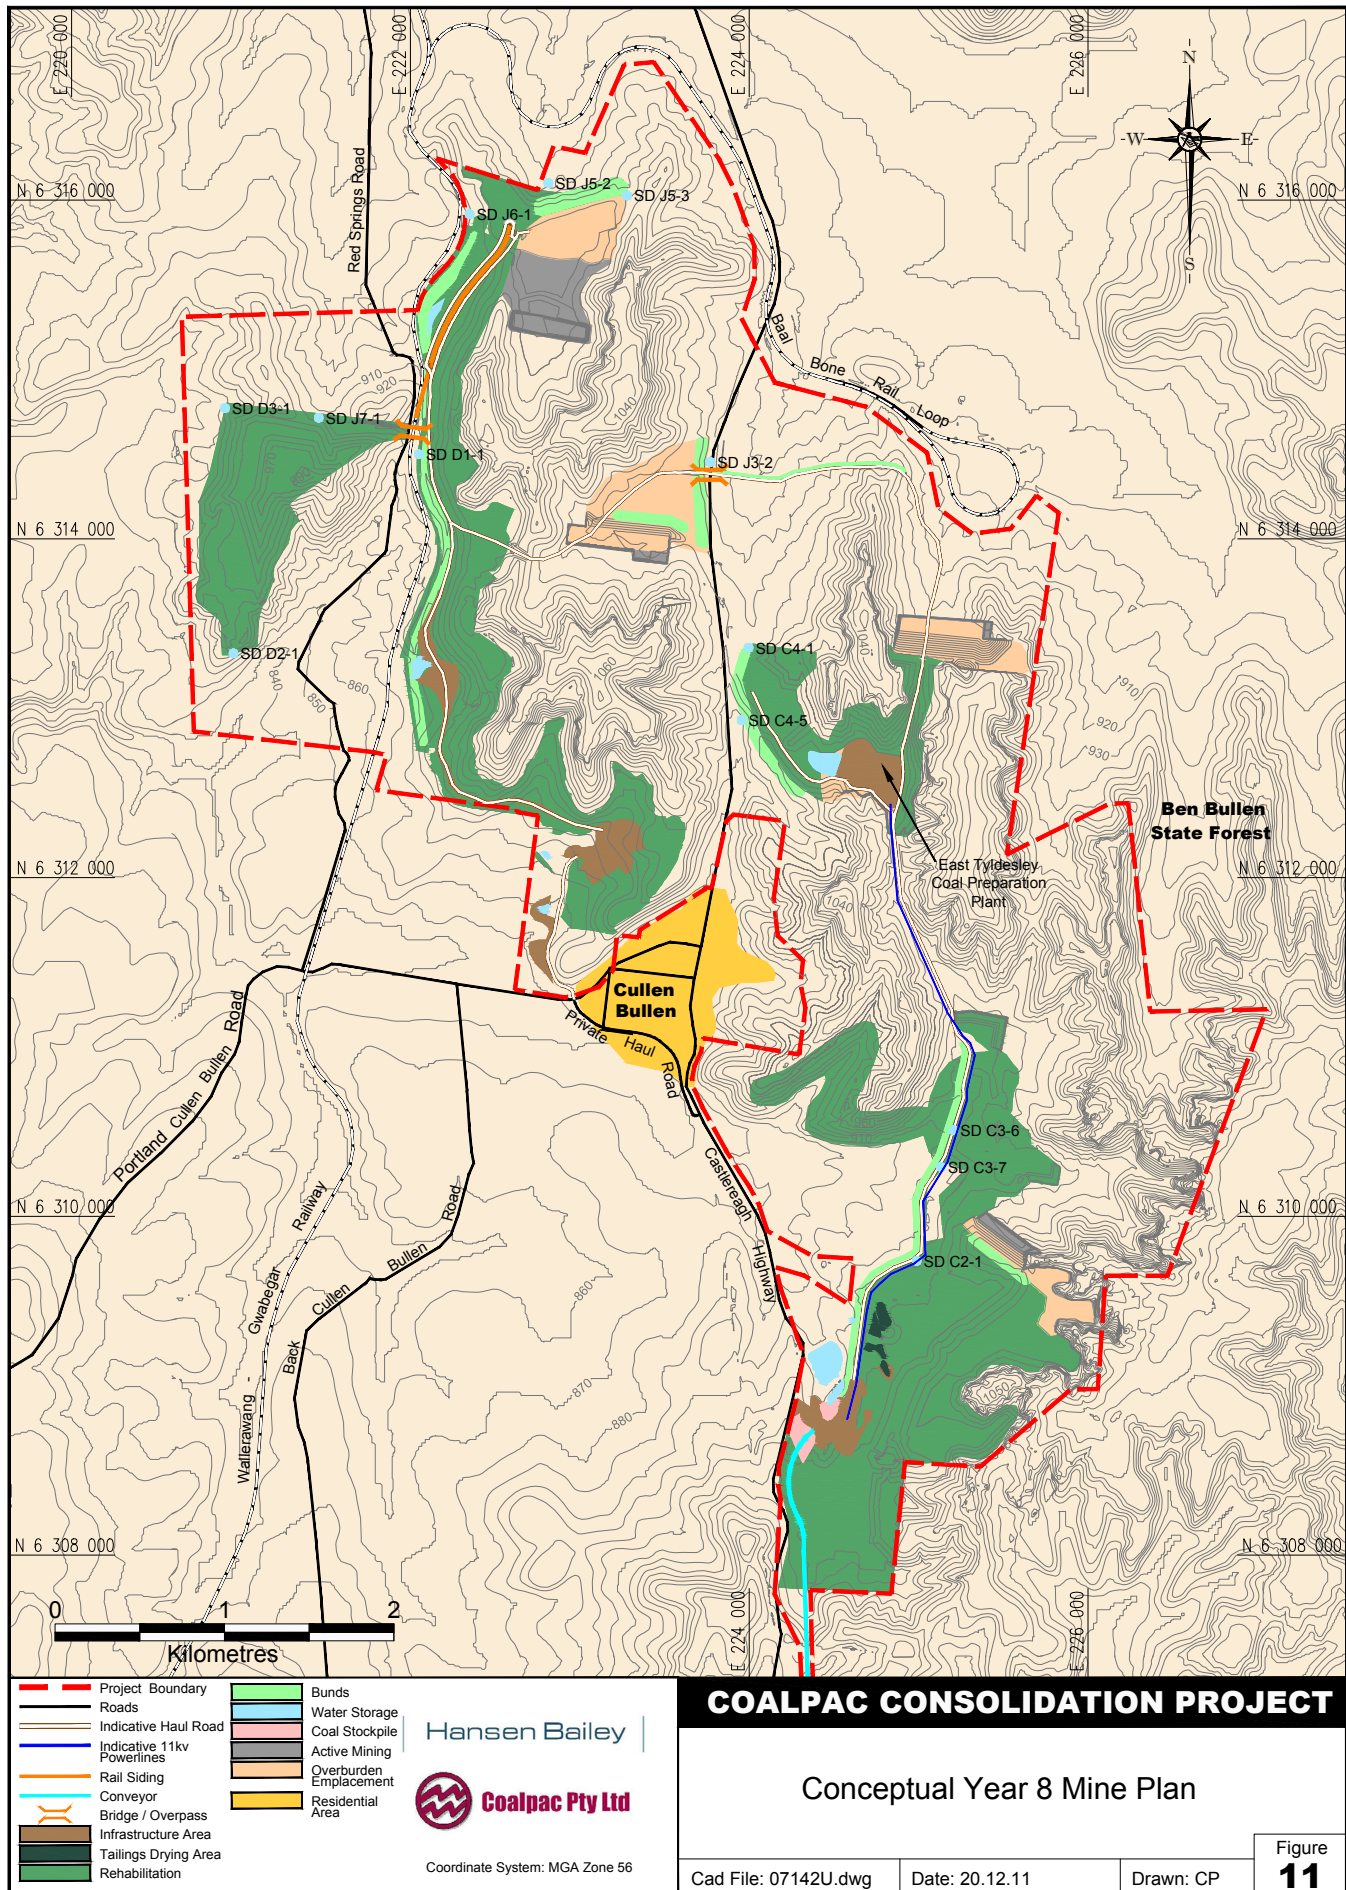 E 220 000
E 222 000
E 224 000
E 226 000
N
W
E
S
N 6 316 000
N 6 316 000
Red Springs Road
SD J5-2
SD J5-3
SD J6-1
1040
Baal
Bone
Rail
Loop
910
920
SD D3-1
SD J7-1
SD D1-1
SD J3-2
N 6 314 000
N 6 314 000
SD D2-1
840
850
860
1060
SD C4-1
SD C4-5
1040
910
920
930
Ben Bullen
State Forest
N 6 312 000
N 6 312 000
East Tyldesley
Coal Preparation
Plant
1040
Cullen
Bullen
Private
Haul
Road
Portland Cullen Bullen Road
SD C3-6
SD C3-7
Castlereagh
Highway
N 6 310 000
N 6 310 000
SD C2-1
Wallerawang - Gwabegar Railway
Back Cullen Bullen Road
860
870
880
1050
N 6 308 000
N 6 308 000
E 224 000
E 226 000
0 1 2
Kilometres
Project Boundary
Roads
Indicative Haul Road
Indicative 11kv
Powerlines
Rail Siding
Conveyor
Bridge / Overpass
Infrastructure Area
Tailings Drying Area
Rehabilitation
Bunds
Water Storage
Coal Stockpile
Active Mining
Overburden
Emplacement
Residential
Area
Hansen Bailey
Coalpac Pty Ltd
Coordinate System: MGA Zone 56
COALPAC CONSOLIDATION PROJECT
Conceptual Year 8 Mine Plan
Cad File: 07142U.dwg
Date: 20.12.11
Drawn: CP
Figure
11